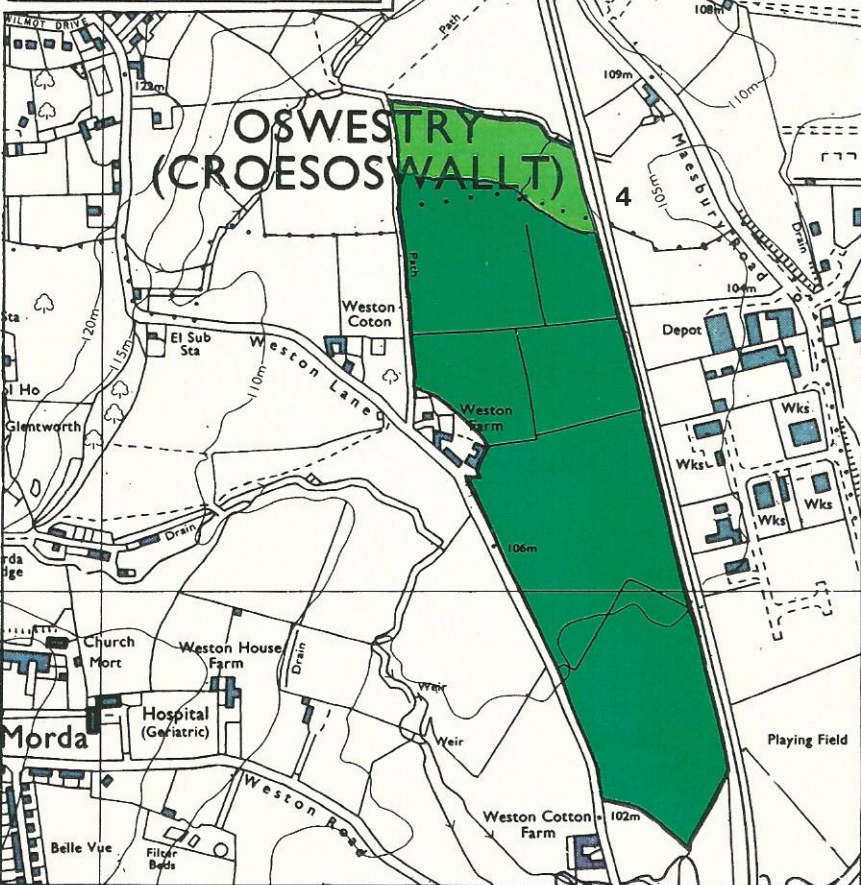 WILMOT DRIVE
108m
Path
122m
109m
110m
OSWESTRY
(CROESOSWALLT)
4
105m
Maesbury Road
Drain
Path
104m
Sta
120m
115m
El Sub
Sta
110m
Weston
Coton
Weston Lane
Depot
ol Ho
Glentworth
Weston
Farm
Wks
Wks
Wks
Wks
Drain
106m
rda
dge
Church
Mort
Weston House
Farm
Drain
Weir
Weir
Hospital
(Geriatric)
Morda
Playing Field
Weston Road
Weston Cotton
Farm
102m
Belle Vue
Filter
Beds